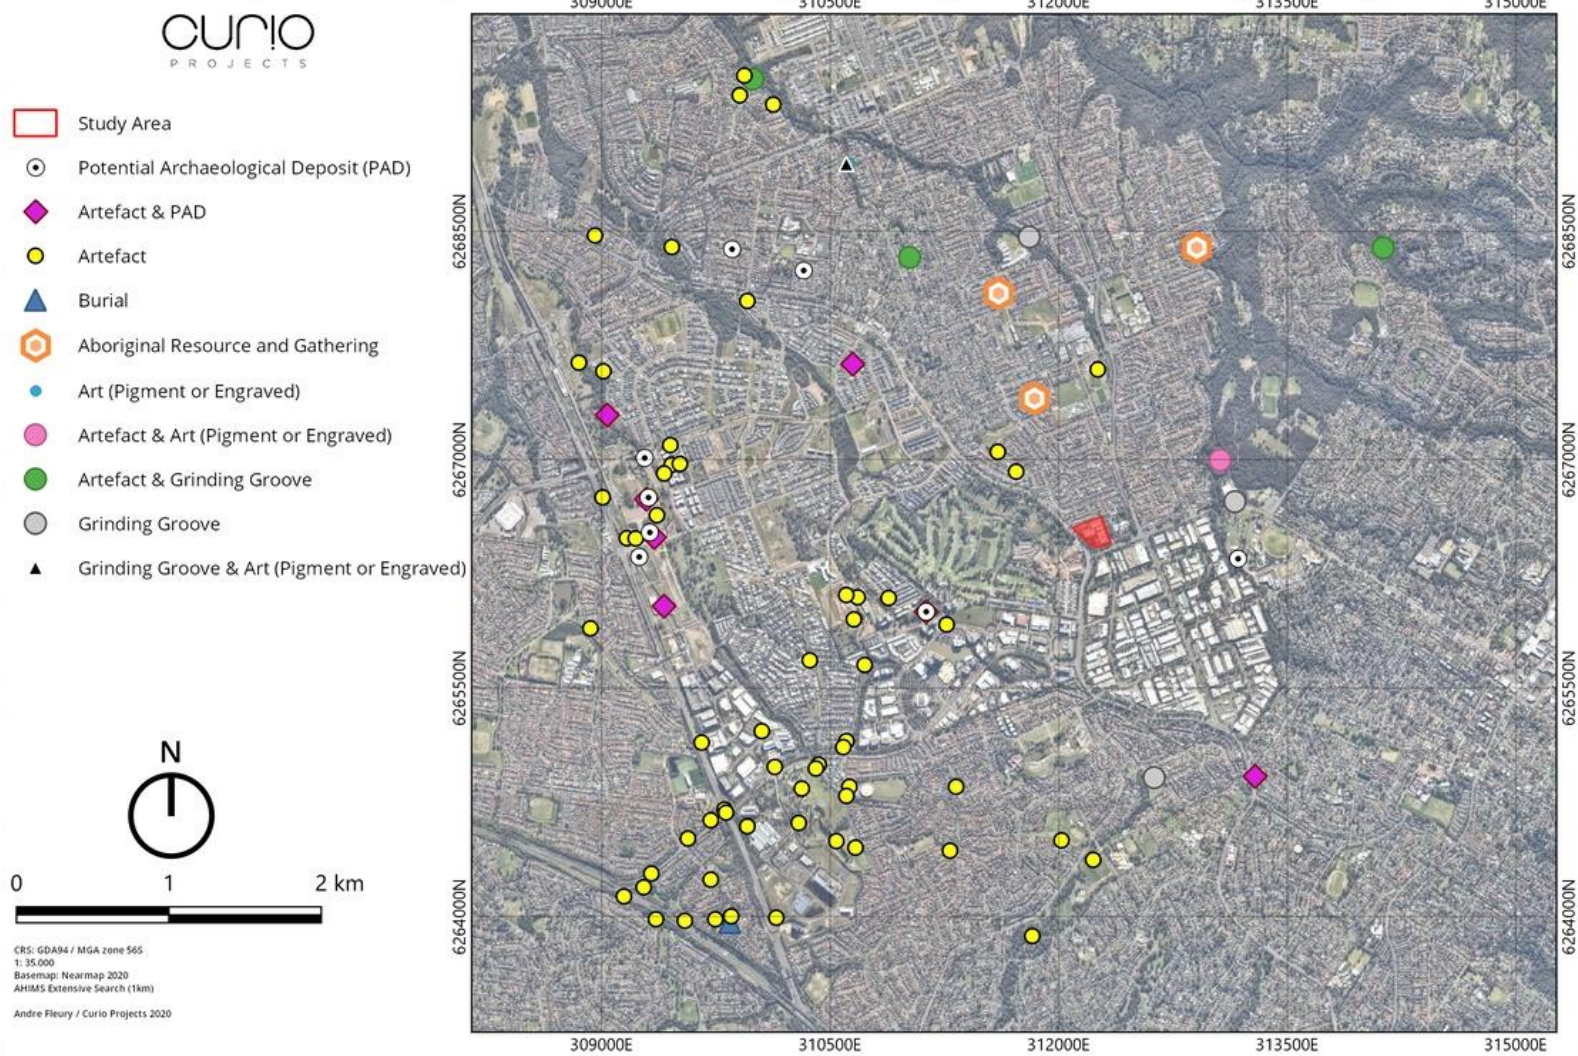 curio
PROJECTS
Study Area
Potential Archaeological Deposit (PAD)
Artefact & PAD
Artefact
Burial
Aboriginal Resource and Gathering
Art (Pigment or Engraved)
Artefact & Art (Pigment or Engraved)
Artefact & Grinding Groove
Grinding Groove
Grinding Groove & Art (Pigment or Engraved)
N
0 1 2 km
CRS: GDA94 / MGA zone 56S
1: 35.000
Basemap: Nearmap 2020
AHIMS Extensive Search (1km)
Andre Fleury / Curio Projects 2020
309000E 310500E 312000E 313500E 315000E
6268500N 6268500N
6267000N 6267000N
6265500N 6265500N
6264000N 6264000N
309000E 310500E 312000E 313500E 315000E